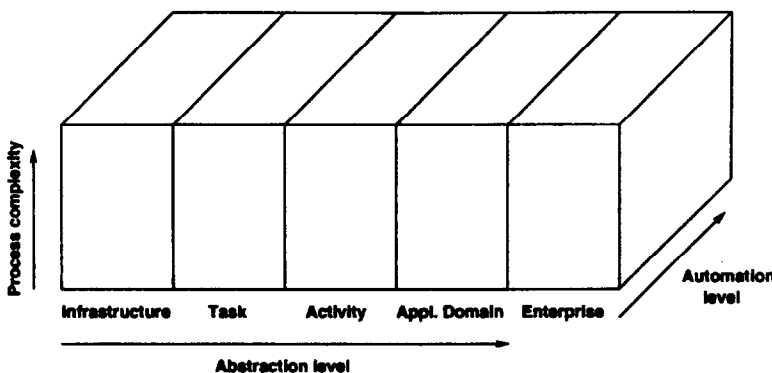 Process complexity
Infrastructure Task Activity Appl. Domain Enterprise
Automation
level
Abstraction level